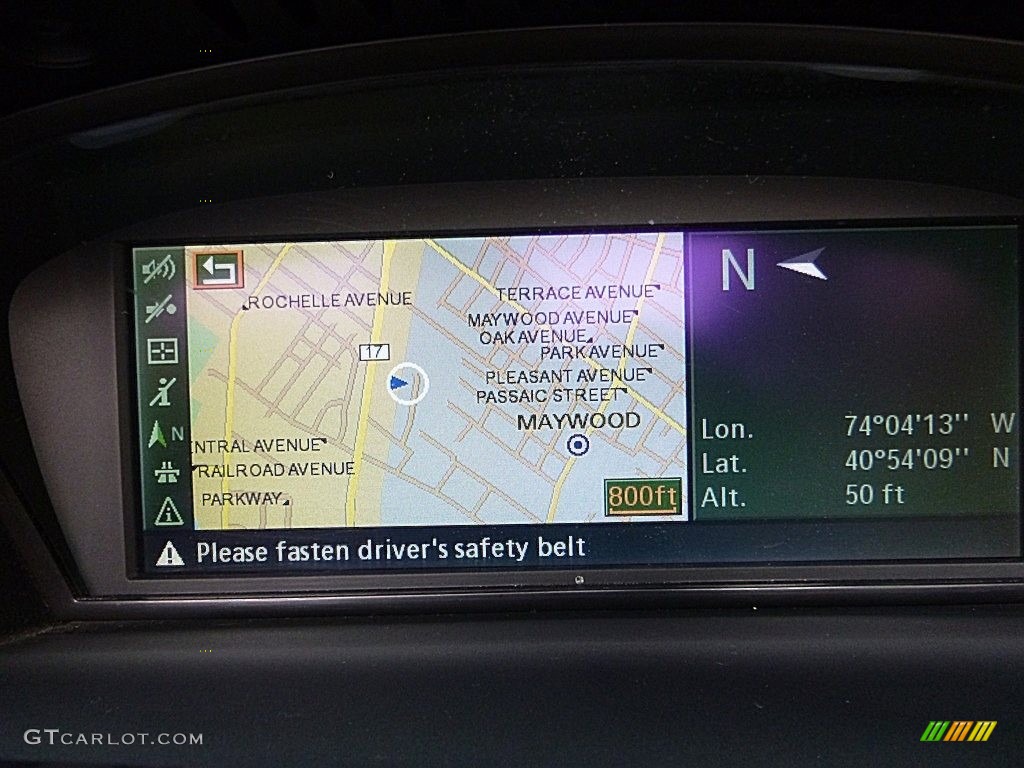 N
ROCHELLE AVENUE
TERRACE AVENUE
MAYWOOD AVENUE
OAK AVENUE
17
PARK AVENUE
PLEASANT AVENUE
PASSAIC STREET
MAYWOOD
Lon. 74°04'13'' W
N
NTRAL AVENUE
Lat. 40°54'09'' N
RAILROAD AVENUE
PARKWAY
800ft
Alt. 50 ft
Please fasten driver's safety belt
GTCARLOT.COM